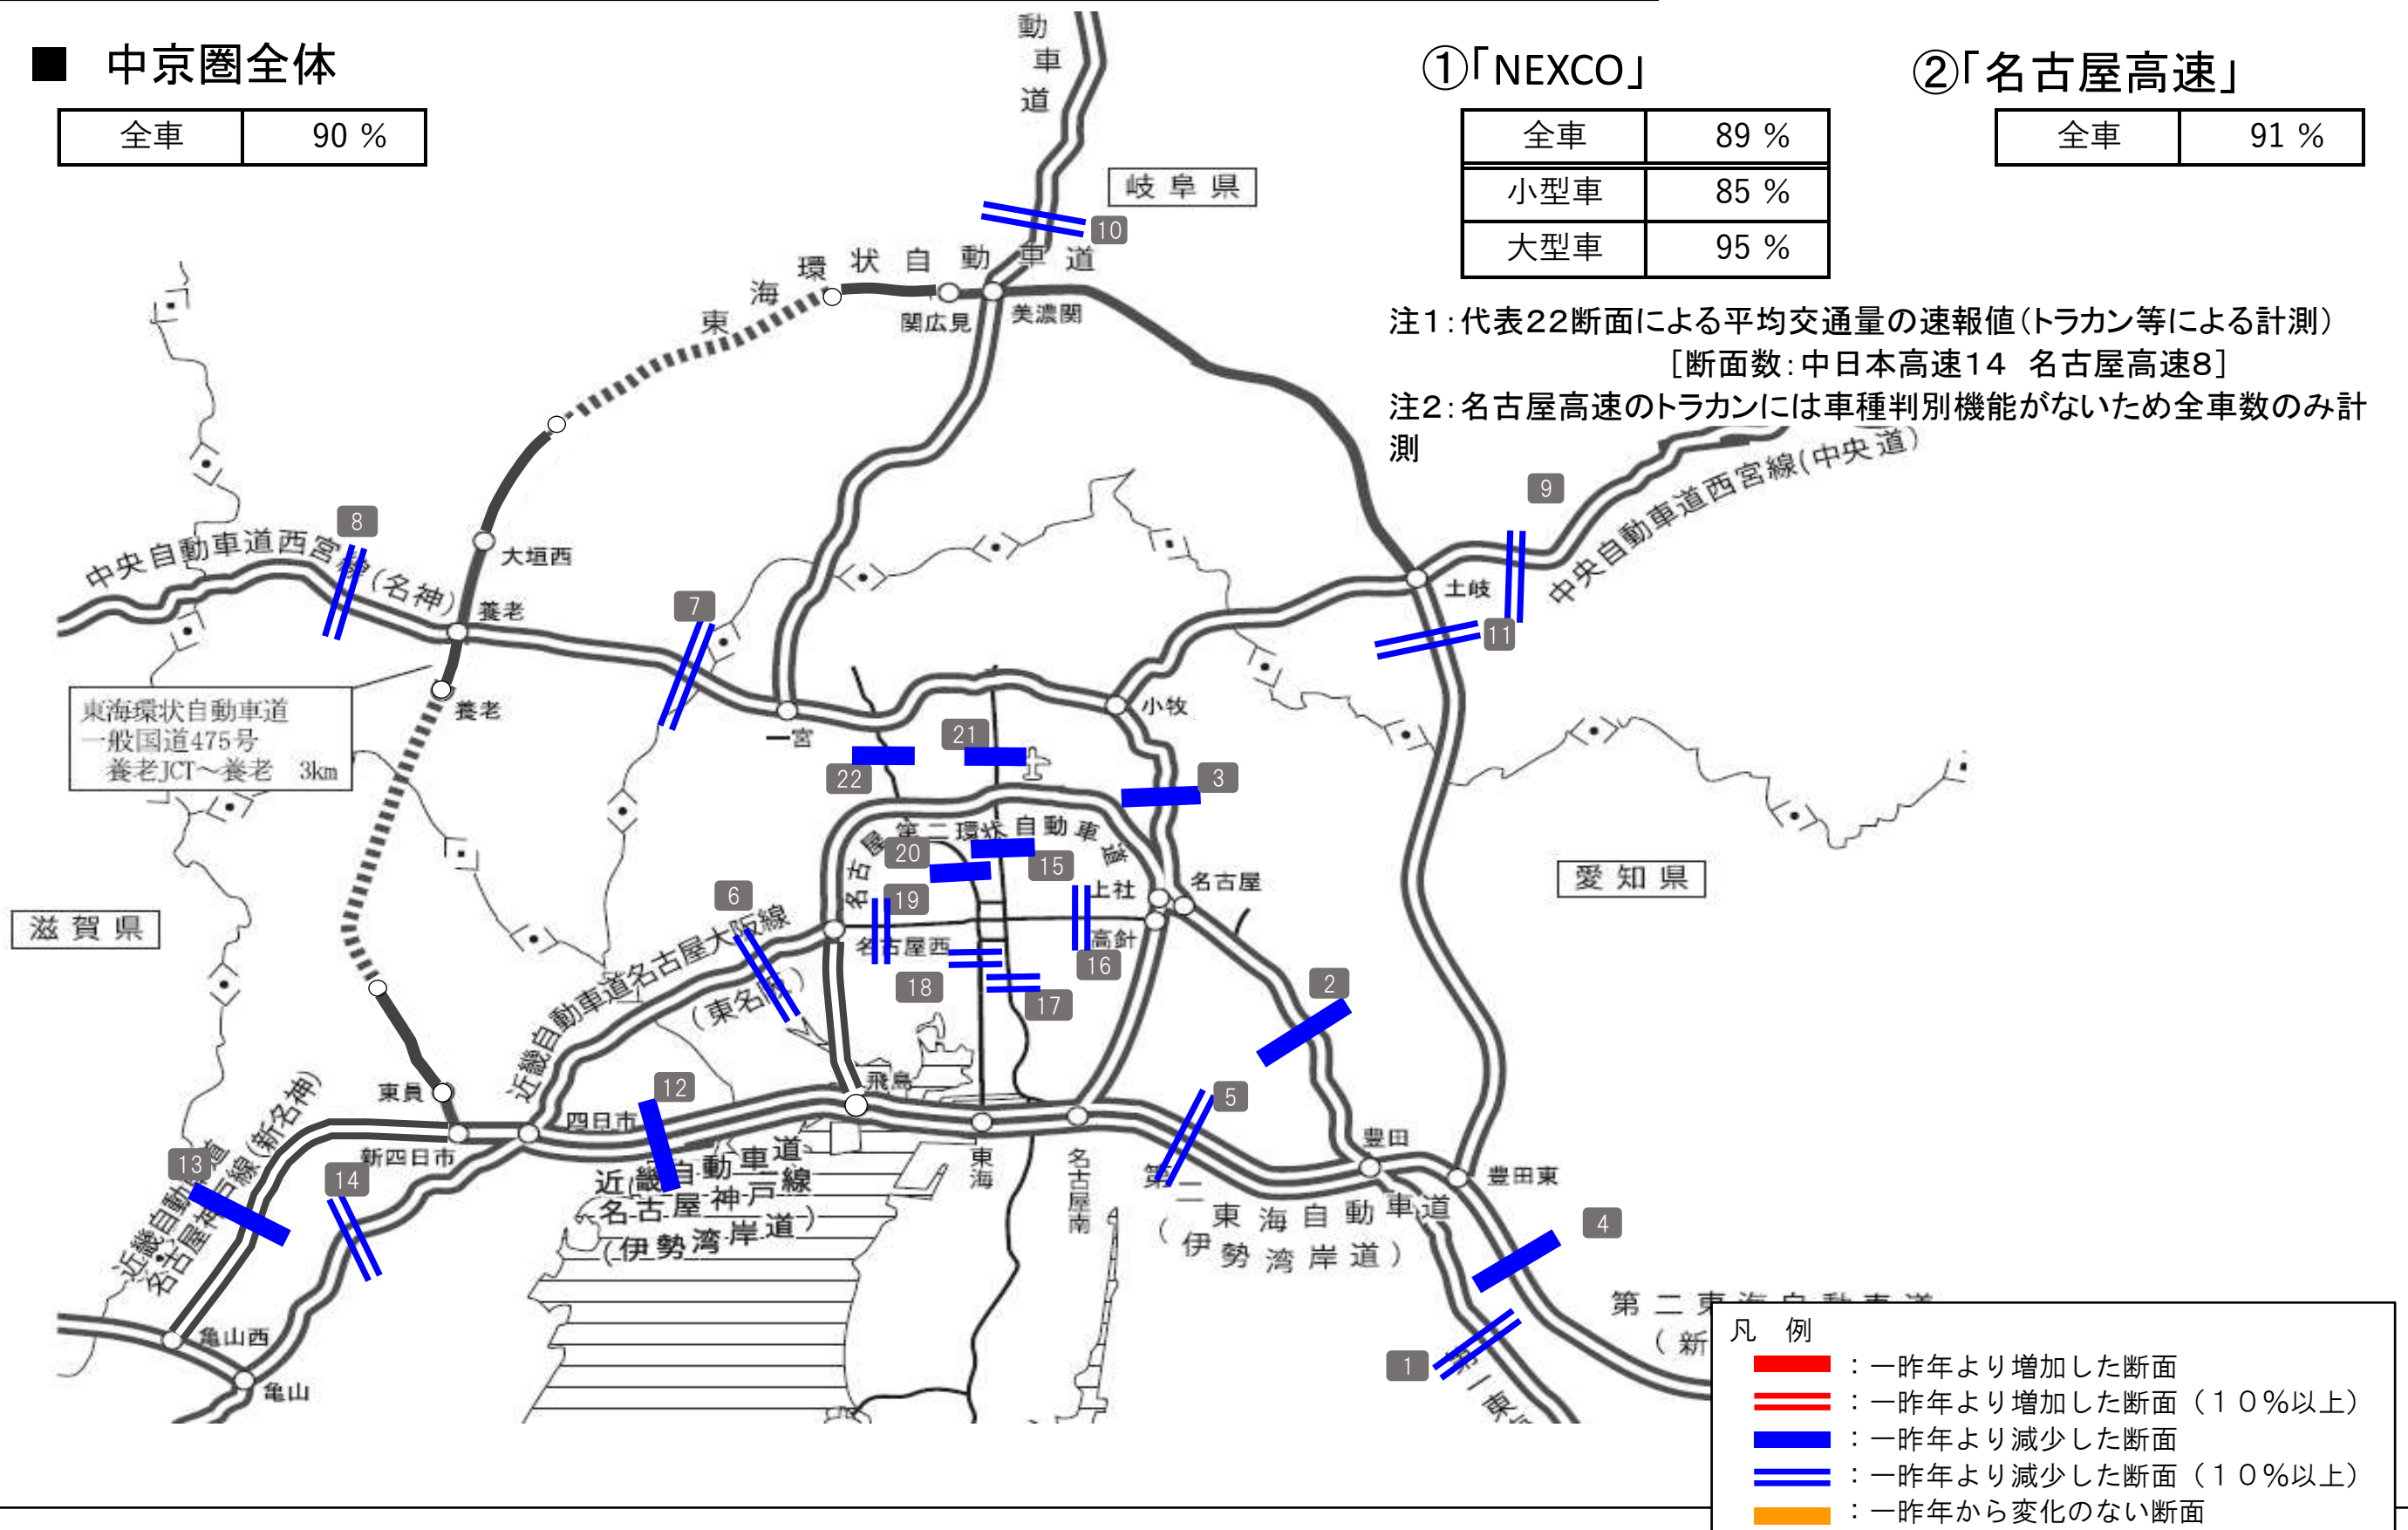 ■　中京圏全体
全車　90 %
①「NEXCO」
全車　89 %
小型車　85 %
大型車　95 %
②「名古屋高速」
全車　91 %
注１：代表２２断面による平均交通量の速報値（トラカン等による計測）
［断面数：中日本高速１４　名古屋高速８］
注２：名古屋高速のトラカンには車種判別機能がないため全車数のみ計
測
動車道
岐阜県
10
東海環状自動車道
関広見
美濃関
9
中央自動車道西宮線(中央道)
8
中央自動車道西宮線(名神)
大垣西
養老
7
土岐
11
養老
東海環状自動車道
一般国道475号
養老JCT～養老　3km
一宮
小牧
21
22
3
名古屋第二環状自動車道
20
15
上社
名古屋
愛知県
19
6
滋賀県
名古屋西
高針
16
近畿自動車道名古屋大阪線
(東名阪)
18
17
2
東員
飛島
12
四日市
5
新四日市
13
近畿自動車道
名古屋神戸線(新名神)
14
近畿自動車道
名古屋神戸線
(伊勢湾岸道)
東海
名古屋南
豊田
豊田東
第二東海自動車道
(伊勢湾岸道)
4
亀山西
亀山
1
第一東
第二東海自動車道
(新
凡　例
：一昨年より増加した断面
：一昨年より増加した断面（１０％以上）
：一昨年より減少した断面
：一昨年より減少した断面（１０％以上）
：一昨年から変化のない断面